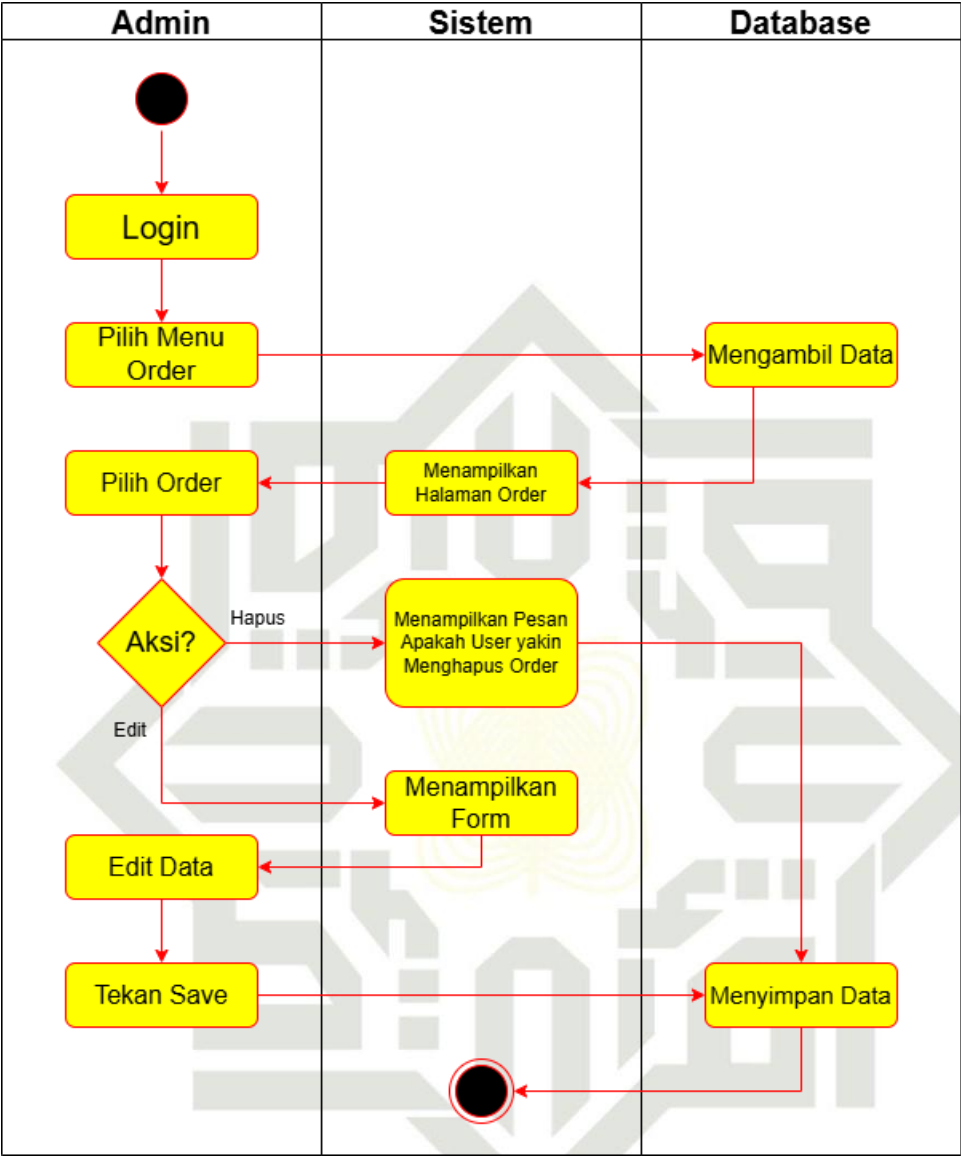 Admin
Sistem
Database
Login
Pilih Menu
Order
Mengambil Data
Pilih Order
Menampilkan
Halaman Order
Aksi?
Hapus
Menampilkan Pesan
Apakah User yakin
Menghapus Order
Edit
Menampilkan
Form
Edit Data
Tekan Save
Menyimpan Data